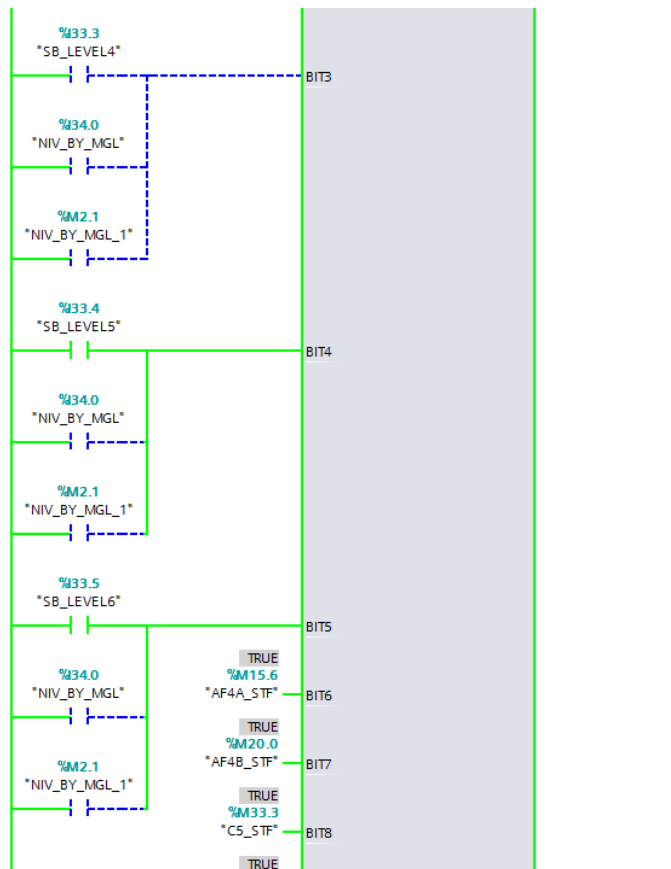 %I33.3
"SB_LEVEL4"
BIT3
%I34.0
"NIV_BY_MGL"
%M2.1
"NIV_BY_MGL_1"
%I33.4
"SB_LEVEL5"
BIT4
%I34.0
"NIV_BY_MGL"
%M2.1
"NIV_BY_MGL_1"
%I33.5
"SB_LEVEL6"
BIT5
%I34.0
"NIV_BY_MGL"
TRUE
%M15.6
"AF4A_STF"
BIT6
TRUE
%M20.0
"AF4B_STF"
BIT7
%M2.1
"NIV_BY_MGL_1"
TRUE
%M33.3
"C5_STF"
BIT8
TRUE